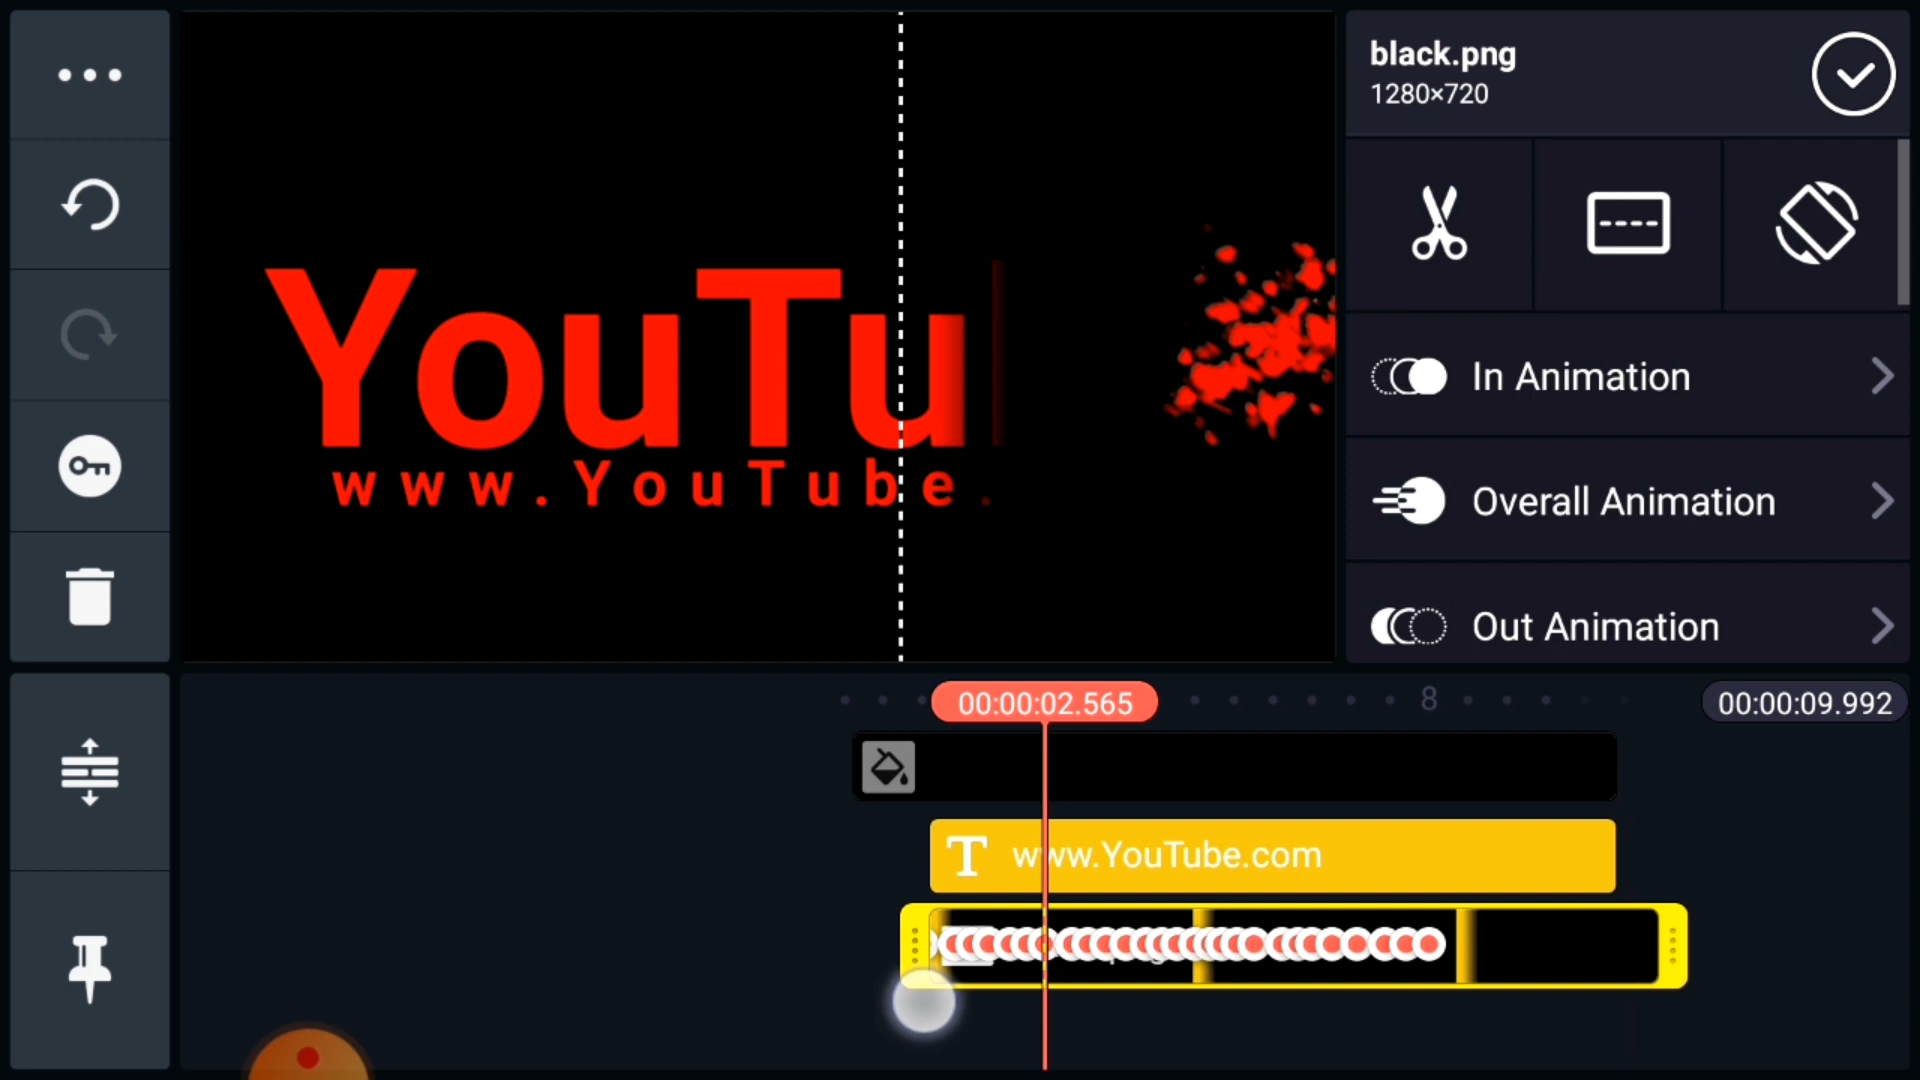 black.png
1280×720
YouTu
www.YouTube.
In Animation
Overall Animation
Out Animation
00:00:02.565
8
00:00:09.992
T www.YouTube.com